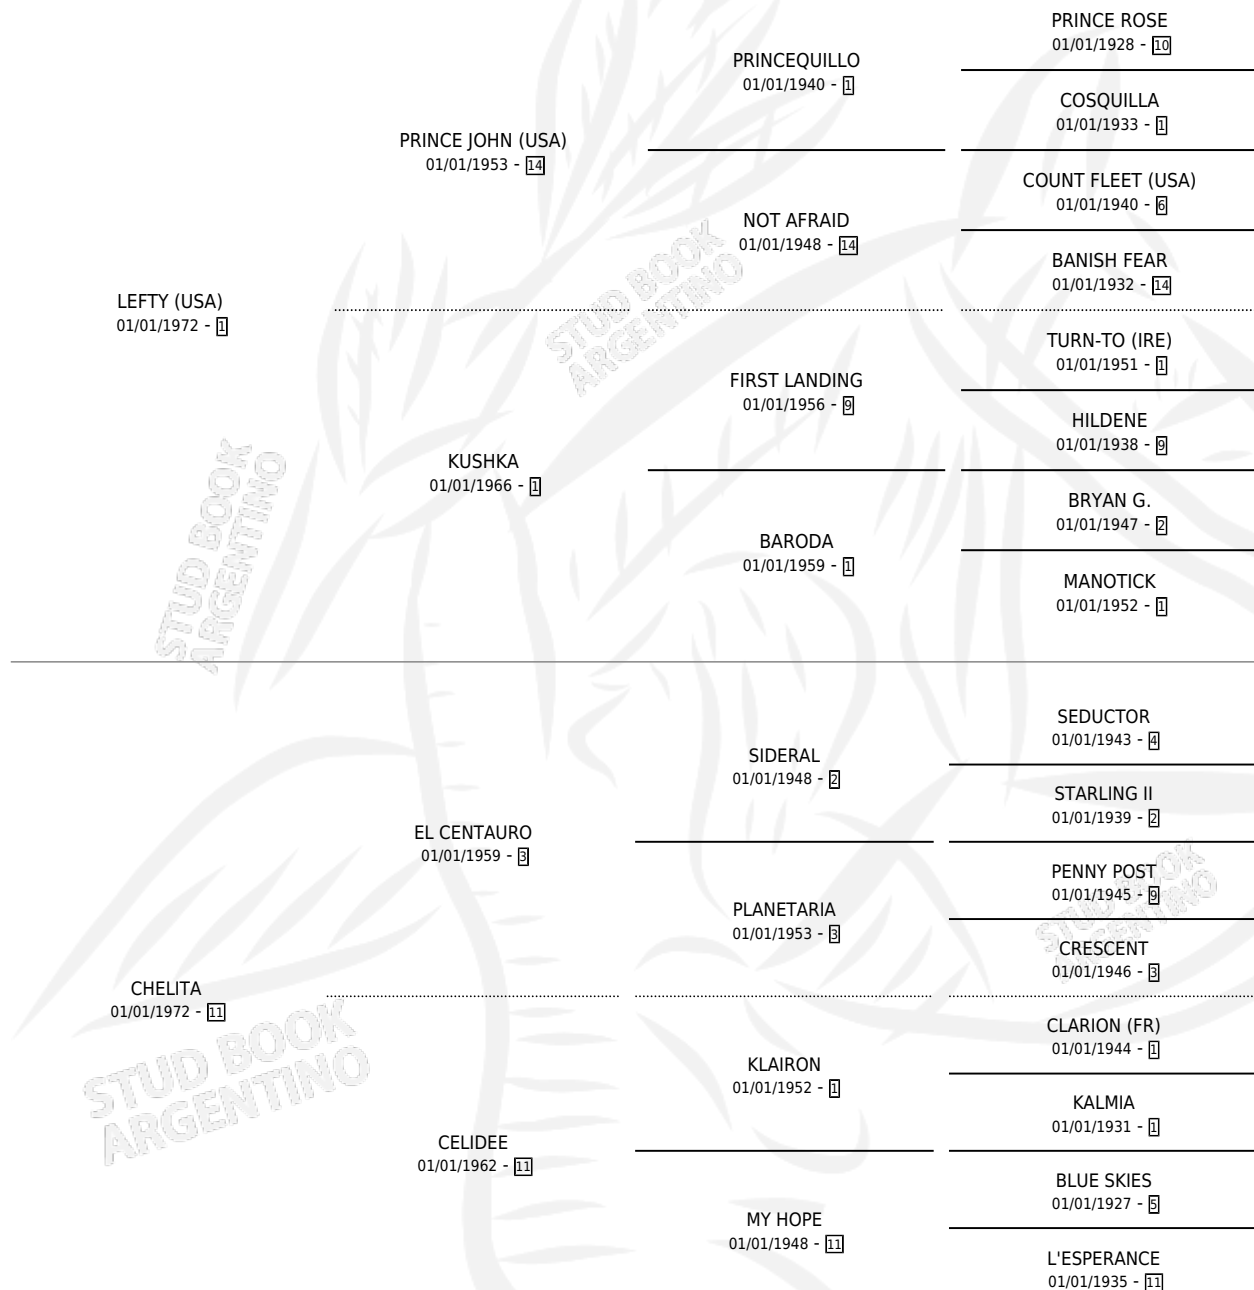 PRINCE ROSE
01/01/1928 - 10
PRINCEQUILLO
01/01/1940 - 1
COSQUILLA
01/01/1933 - 1
PRINCE JOHN (USA)
01/01/1953 - 14
COUNT FLEET (USA)
01/01/1940 - 6
NOT AFRAID
01/01/1948 - 14
BANISH FEAR
01/01/1932 - 14
LEFTY (USA)
01/01/1972 - 1
TURN-TO (IRE)
01/01/1951 - 1
FIRST LANDING
01/01/1956 - 9
HILDENE
01/01/1938 - 9
KUSHKA
01/01/1966 - 1
BRYAN G.
01/01/1947 - 2
BARODA
01/01/1959 - 1
MANOTICK
01/01/1952 - 1
STUD BOOK
ARGENTINO
STUD BOOK
ARGENTINO
SEDUCTOR
01/01/1943 - 4
SIDERAL
01/01/1948 - 2
STARLING II
01/01/1939 - 2
EL CENTAURO
01/01/1959 - 3
PENNY POST
01/01/1945 - 9
PLANETARIA
01/01/1953 - 3
CRESCENT
01/01/1946 - 3
CHELITA
01/01/1972 - 11
CLARION (FR)
01/01/1944 - 1
KLAIRON
01/01/1952 - 1
KALMIA
01/01/1931 - 1
CELIDEE
01/01/1962 - 11
BLUE SKIES
01/01/1927 - 5
MY HOPE
01/01/1948 - 11
L'ESPERANCE
01/01/1935 - 11
STUD BOOK
ARGENTINO
STUD BOOK
ARGENTINO